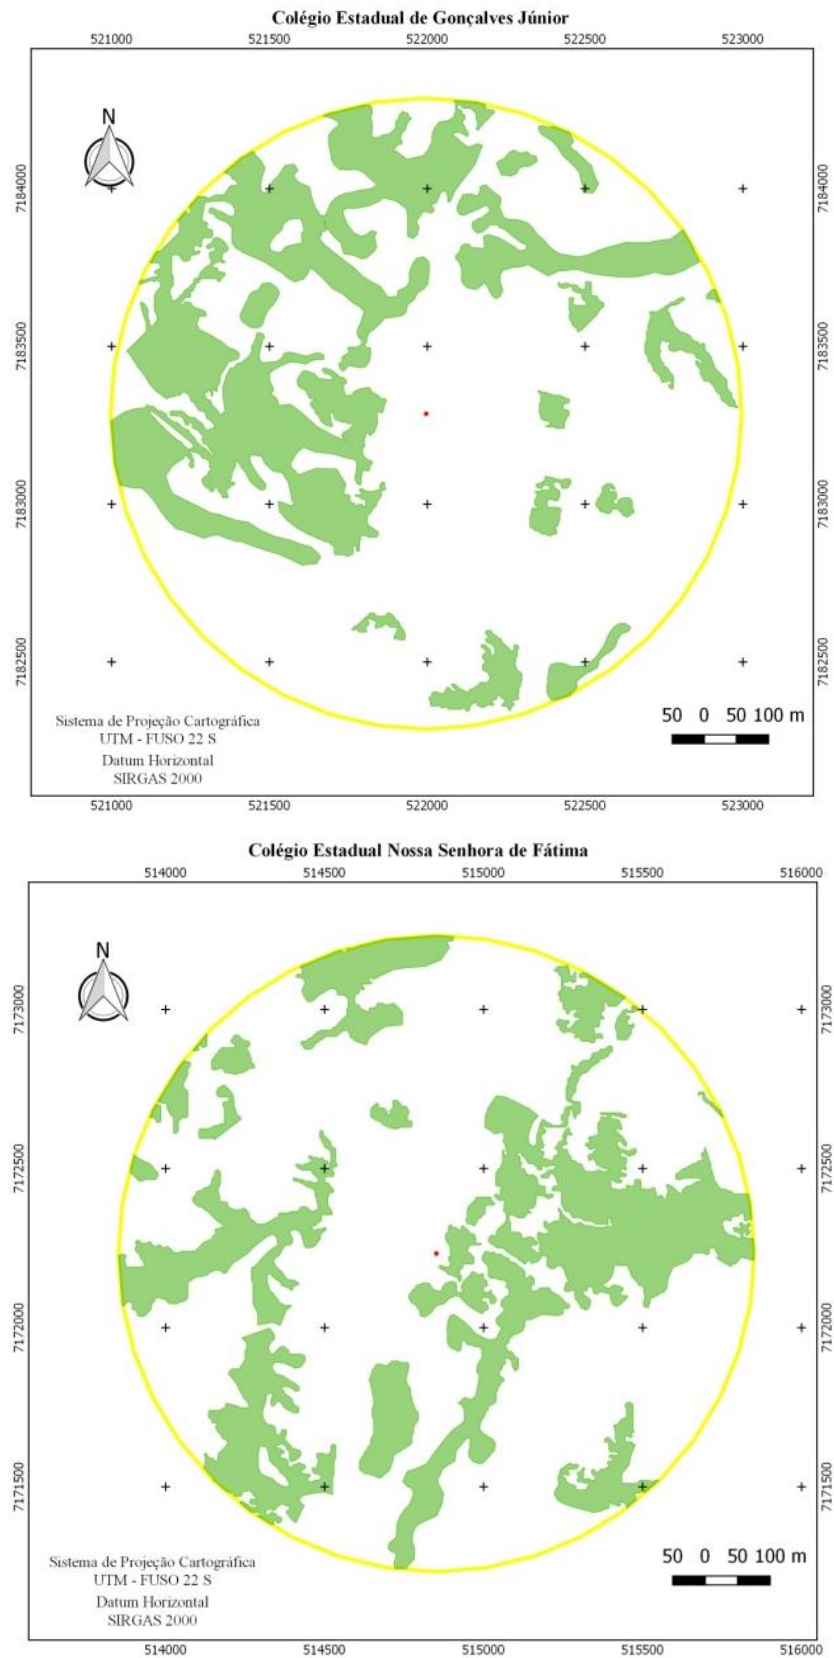 Colégio Estadual de Gonçalves Júnior
521000 521500 522000 522500 523000
N
7184000 7184000
7183500 7183500
7183000 7183000
7182500 7182500
Sistema de Projeção Cartográfica
UTM - FUSO 22 S
Datum Horizontal
SIRGAS 2000
50 0 50 100 m
521000 521500 522000 522500 523000
Colégio Estadual Nossa Senhora de Fátima
514000 514500 515000 515500 516000
N
7173000 7173000
7172500 7172500
7172000 7172000
7171500 7171500
Sistema de Projeção Cartográfica
UTM - FUSO 22 S
Datum Horizontal
SIRGAS 2000
50 0 50 100 m
514000 514500 515000 515500 516000